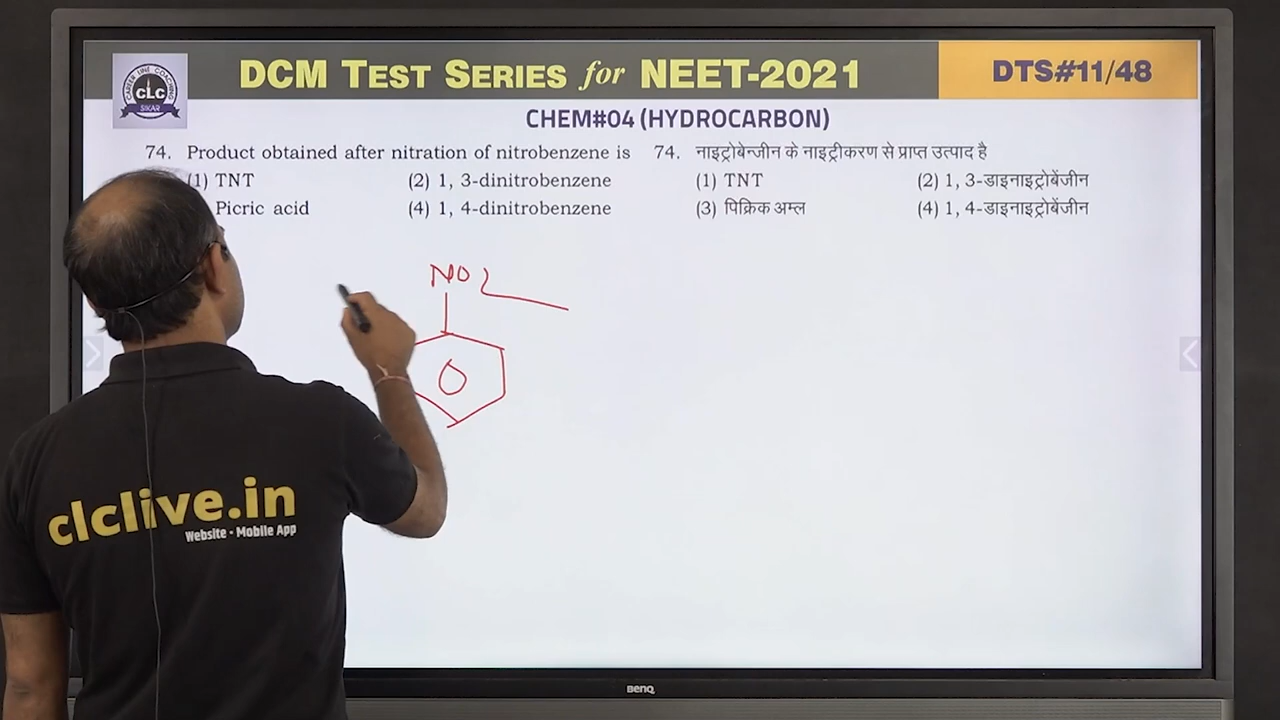 DCM TEST SERIES for NEET-2021
DTS#11/48
CLC
SIKAR
CHEM#04 (HYDROCARBON)
74. Product obtained after nitration of nitrobenzene is
(1) TNT (2) 1, 3-dinitrobenzene
Picric acid (4) 1, 4-dinitrobenzene
74. नाइट्रोबेन्जीन के नाइट्रीकरण से प्राप्त उत्पाद है
(1) TNT (2) 1, 3-डाइनाइट्रोबेंजीन
(3) पिक्रिक अम्ल (4) 1, 4-डाइनाइट्रोबेंजीन
NO2
clclive.in
Website - Mobile App
BenQ